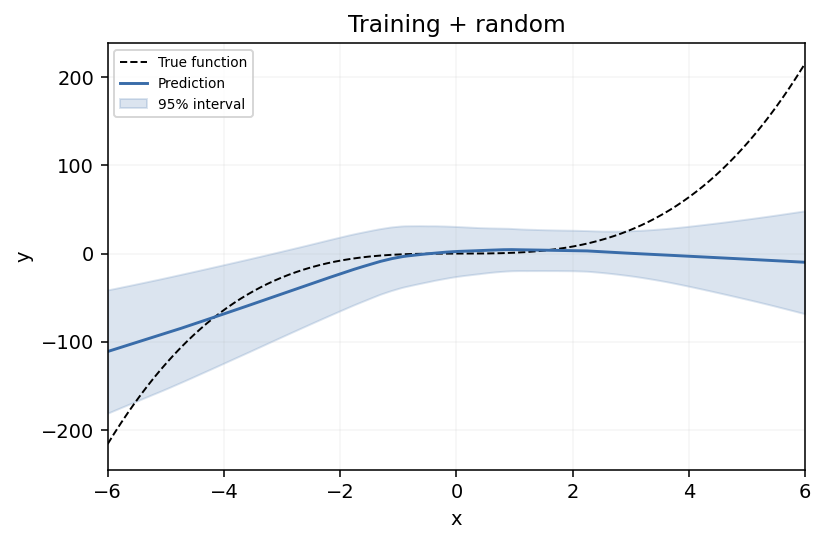 Training + random
True function
Prediction
95% interval
200
100
0
−100
−200
y
−6
−4
−2
0
2
4
6
x